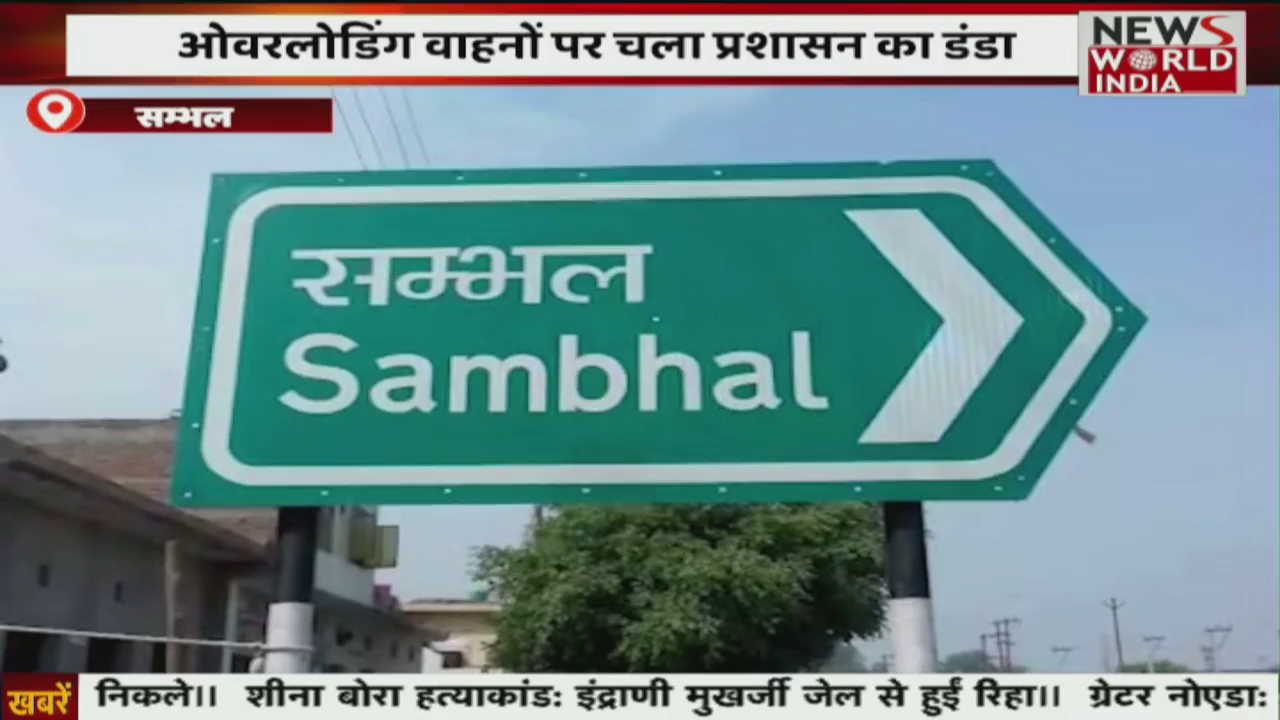 ओवरलोडिंग वाहनों पर चला प्रशासन का डंडा
NEWS
WORLD
INDIA
सम्भल
सम्भल
Sambhal
खबरें
निकले।। शीना बोरा हत्याकांड: इंद्राणी मुखर्जी जेल से हुईं रिहा।। ग्रेटर नोएडा: